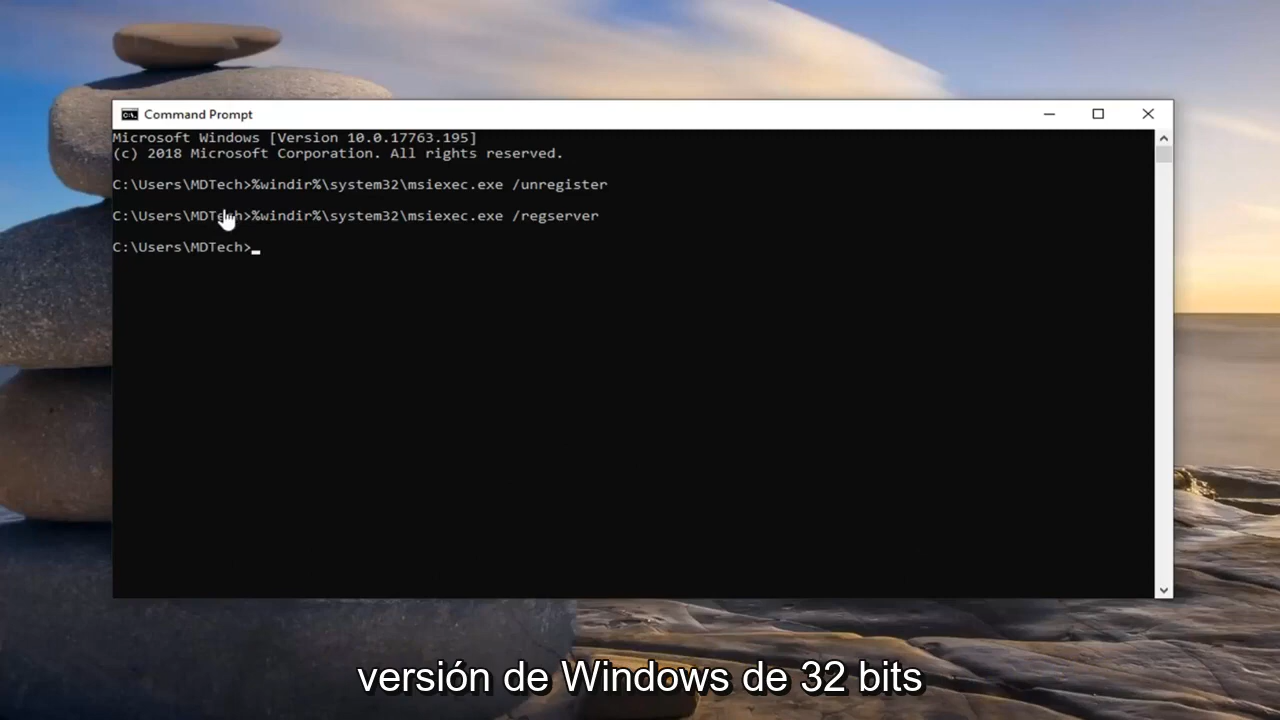 Command Prompt
Microsoft Windows [Version 10.0.17763.195]
(c) 2018 Microsoft Corporation. All rights reserved.
C:\Users\MDTech>%windir%\system32\msiexec.exe /unregister
C:\Users\MDTech>%windir%\system32\msiexec.exe /regserver
C:\Users\MDTech>
versión de Windows de 32 bits